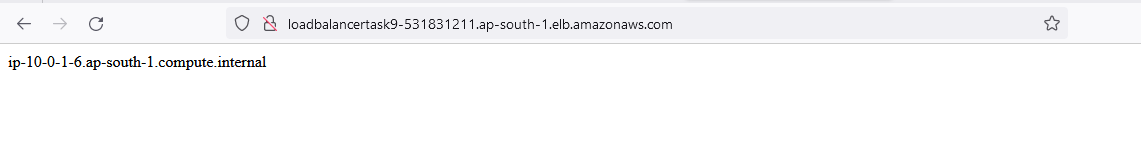 loadbalancertask9-531831211.ap-south-1.elb.amazonaws.com
ip-10-0-1-6.ap-south-1.compute.internal